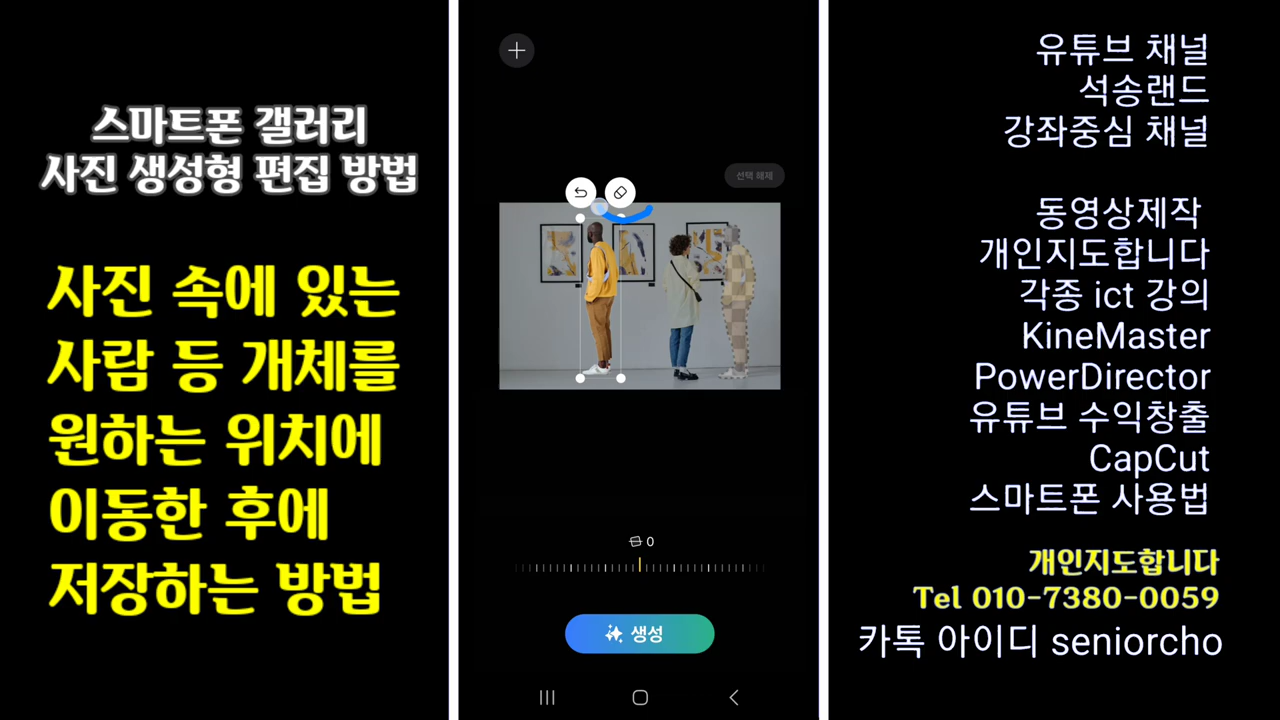 스마트폰 갤러리
사진 생성형 편집 방법
사진 속에 있는
사람 등 개체를
원하는 위치에
이동한 후에
저장하는 방법
선택 해제
0
생성
유튜브 채널
석송랜드
강좌중심 채널
동영상제작
개인지도합니다
각종 ict 강의
KineMaster
PowerDirector
유튜브 수익창출
CapCut
스마트폰 사용법
개인지도합니다
Tel 010-7380-0059
카톡 아이디 seniorcho